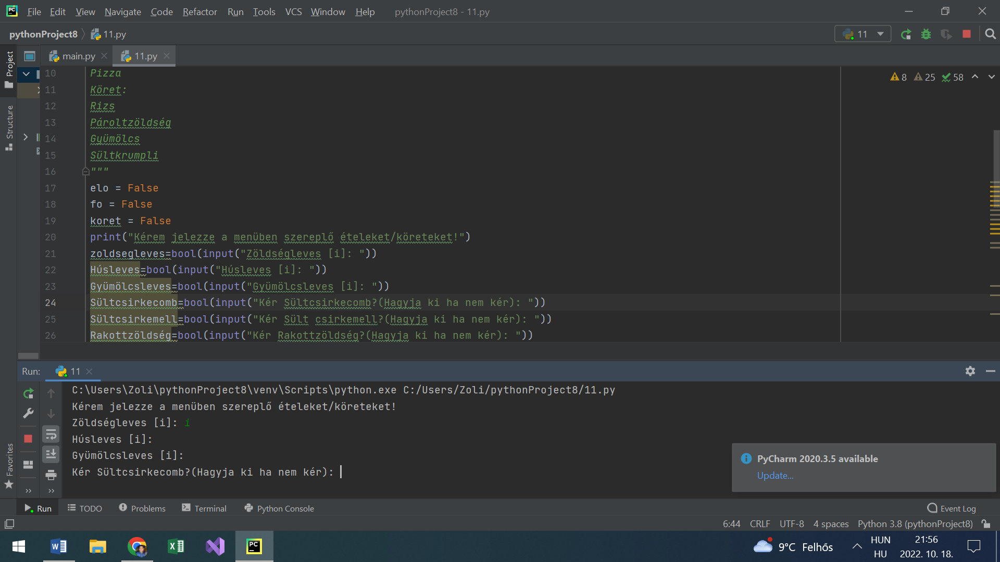 File Edit View Navigate Code Refactor Run Tools VCS Window Help pythonProject8 - 11.py
pythonProject8 11.py 11
Project
Structure
Favorites
main.py 11.py
8 25 58
10 Pizza
11 Köret:
12 Rizs
13 Pároltzöldség
14 Gyümölcs
15 Sültkrumpli
16 """
17 elo = False
18 fo = False
19 koret = False
20 print("Kérem jelezze a menüben szereplő ételeket/köreteket!")
21 zoldsegleves=bool(input("Zöldségleves [i]: "))
22 Húsleves=bool(input("Húsleves [i]: "))
23 Gyümölcsleves=bool(input("Gyümölcsleves [i]: "))
24 Sültcsirkecomb=bool(input("Kér Sültcsirkecomb?(Hagyja ki ha nem kér): "))
25 Sültcsirkemell=bool(input("Kér Sült csirkemell?(Hagyja ki ha nem kér): "))
26 Rakottzöldség=bool(input("Kér Rakottzöldség?(Hagyja ki ha nem kér): "))
Run: 11
C:\Users\Zoli\pythonProject8\venv\Scripts\python.exe C:/Users/Zoli/pythonProject8/11.py
Kérem jelezze a menüben szereplő ételeket/köreteket!
Zöldségleves [i]: i
Húsleves [i]:
Gyümölcsleves [i]:
Kér Sültcsirkecomb?(Hagyja ki ha nem kér):
PyCharm 2020.3.5 available
Update...
Run TODO Problems Terminal Python Console Event Log
6:44 CRLF UTF-8 4 spaces Python 3.8 (pythonProject8)
9°C Felhős
HUN
HU
21:56
2022. 10. 18.